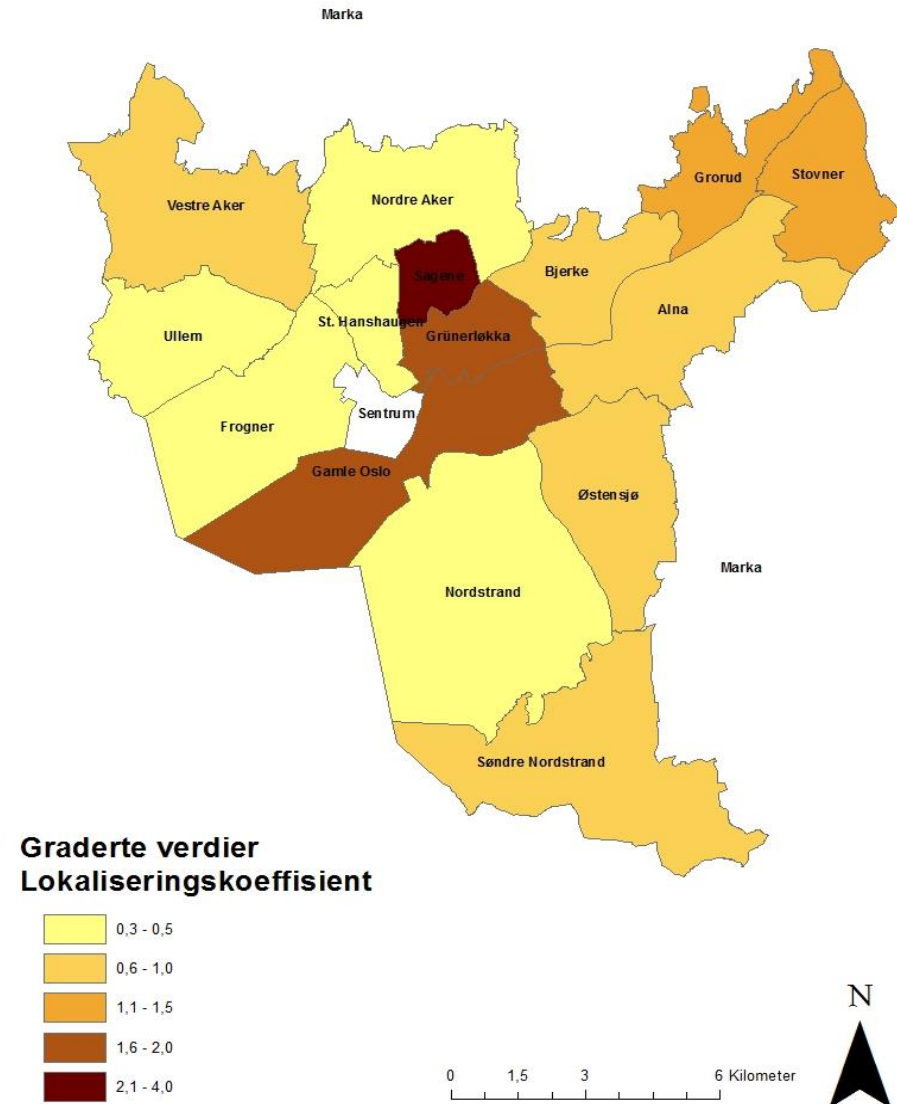 Marka
Vestre Aker
Nordre Aker
Grorud
Stovner
Sagene
Bjerke
Alna
Ullern
St. Hanshaugen
Grünerløkka
Frogner
Sentrum
Gamle Oslo
Østensjø
Marka
Nordstrand
Søndre Nordstrand
Graderte verdier
Lokaliseringskoeffisient
0,3 - 0,5
0,6 - 1,0
1,1 - 1,5
1,6 - 2,0
2,1 - 4,0
N
0 1,5 3 6 Kilometer